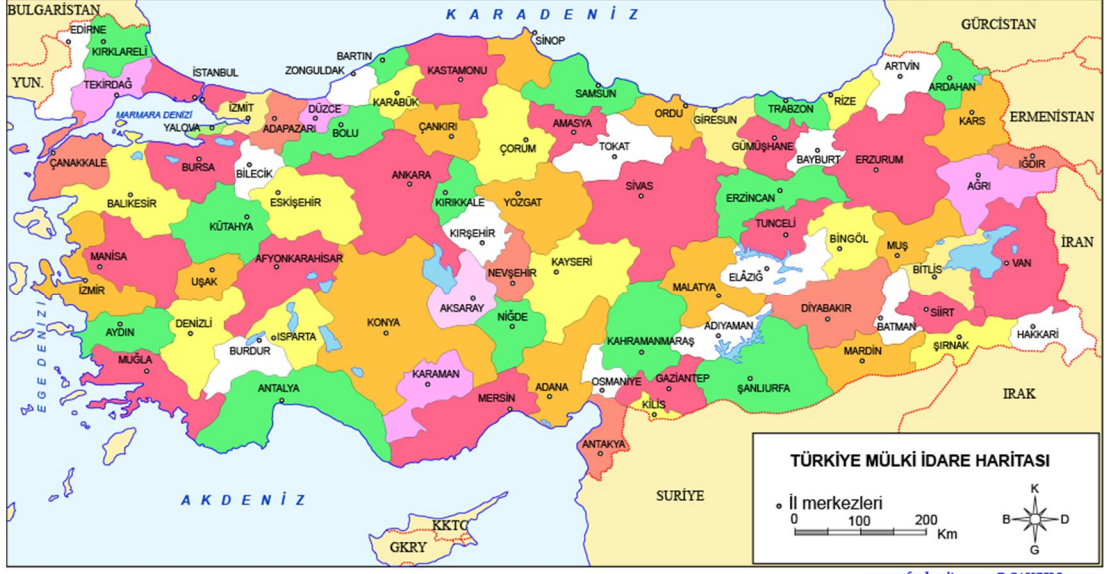 BULGARİSTAN
KARADENİZ
GÜRCİSTAN
EDİRNE
KIRKLARELİ
SİNOP
BARTIN
ARTVİN
YUN.
TEKİRDAĞ
İSTANBUL
ZONGULDAK
KASTAMONU
ARDAHAN
MARMARA DENİZİ
İZMİT
DÜZCE
KARABÜK
SAMSUN
ORDU
GİRESUN
TRABZON
RİZE
KARS
ERMENİSTAN
YALOVA
ADAPAZARI
BOLU
ÇANKIRI
AMASYA
ÇORUM
TOKAT
GÜMÜŞHANE
BAYBURT
ERZURUM
IĞDIR
ÇANAKKALE
BURSA
BİLECİK
ANKARA
SİVAS
AĞRI
BALIKESİR
ESKİŞEHİR
KIRIKKALE
YOZGAT
ERZİNCAN
KÜTAHYA
KIRŞEHİR
TUNCELİ
BİNGÖL
MUŞ
İRAN
MANİSA
AFYONKARAHİSAR
NEVŞEHİR
KAYSERİ
ELÂZIĞ
BİTLİS
VAN
İZMİR
UŞAK
AKSARAY
MALATYA
DİYABAKIR
SİİRT
EGE DENİZİ
AYDIN
DENİZLİ
ISPARTA
KONYA
NİĞDE
ADIYAMAN
BATMAN
HAKKARİ
BURDUR
KAHRAMANMARAŞ
MARDİN
ŞIRNAK
MUĞLA
ANTALYA
KARAMAN
MERSİN
ADANA
OSMANIYE
GAZİANTEP
ŞANLIURFA
KİLİS
IRAK
ANTAKYA
AKDENİZ
SURİYE
KKTC
GKRY
TÜRKİYE MÜLKİ İDARE HARİTASI
İl merkezleri
0 100 200
Km
K
B D
G